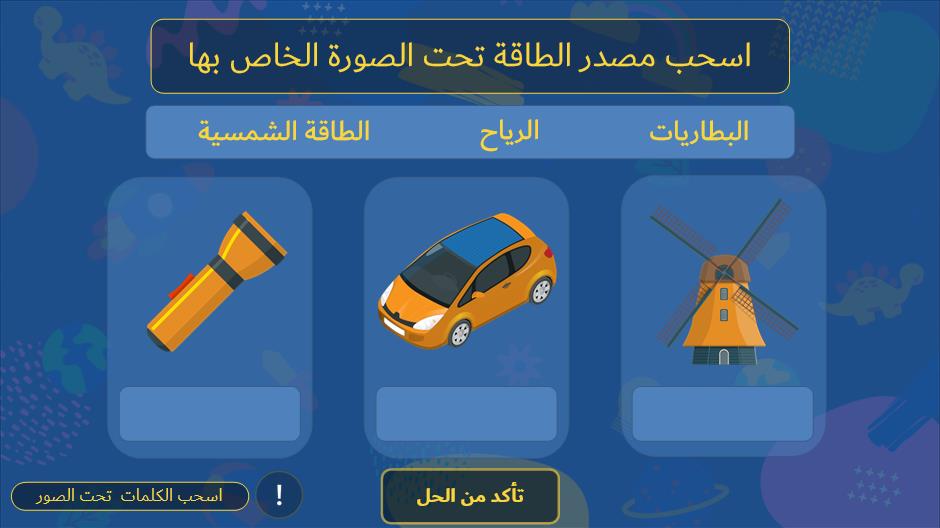 اسحب مصدر الطاقة تحت الصورة الخاص بها
البطاريات الرياح الطاقة الشمسية
تأكد من الحل
!
اسحب الكلمات تحت الصور